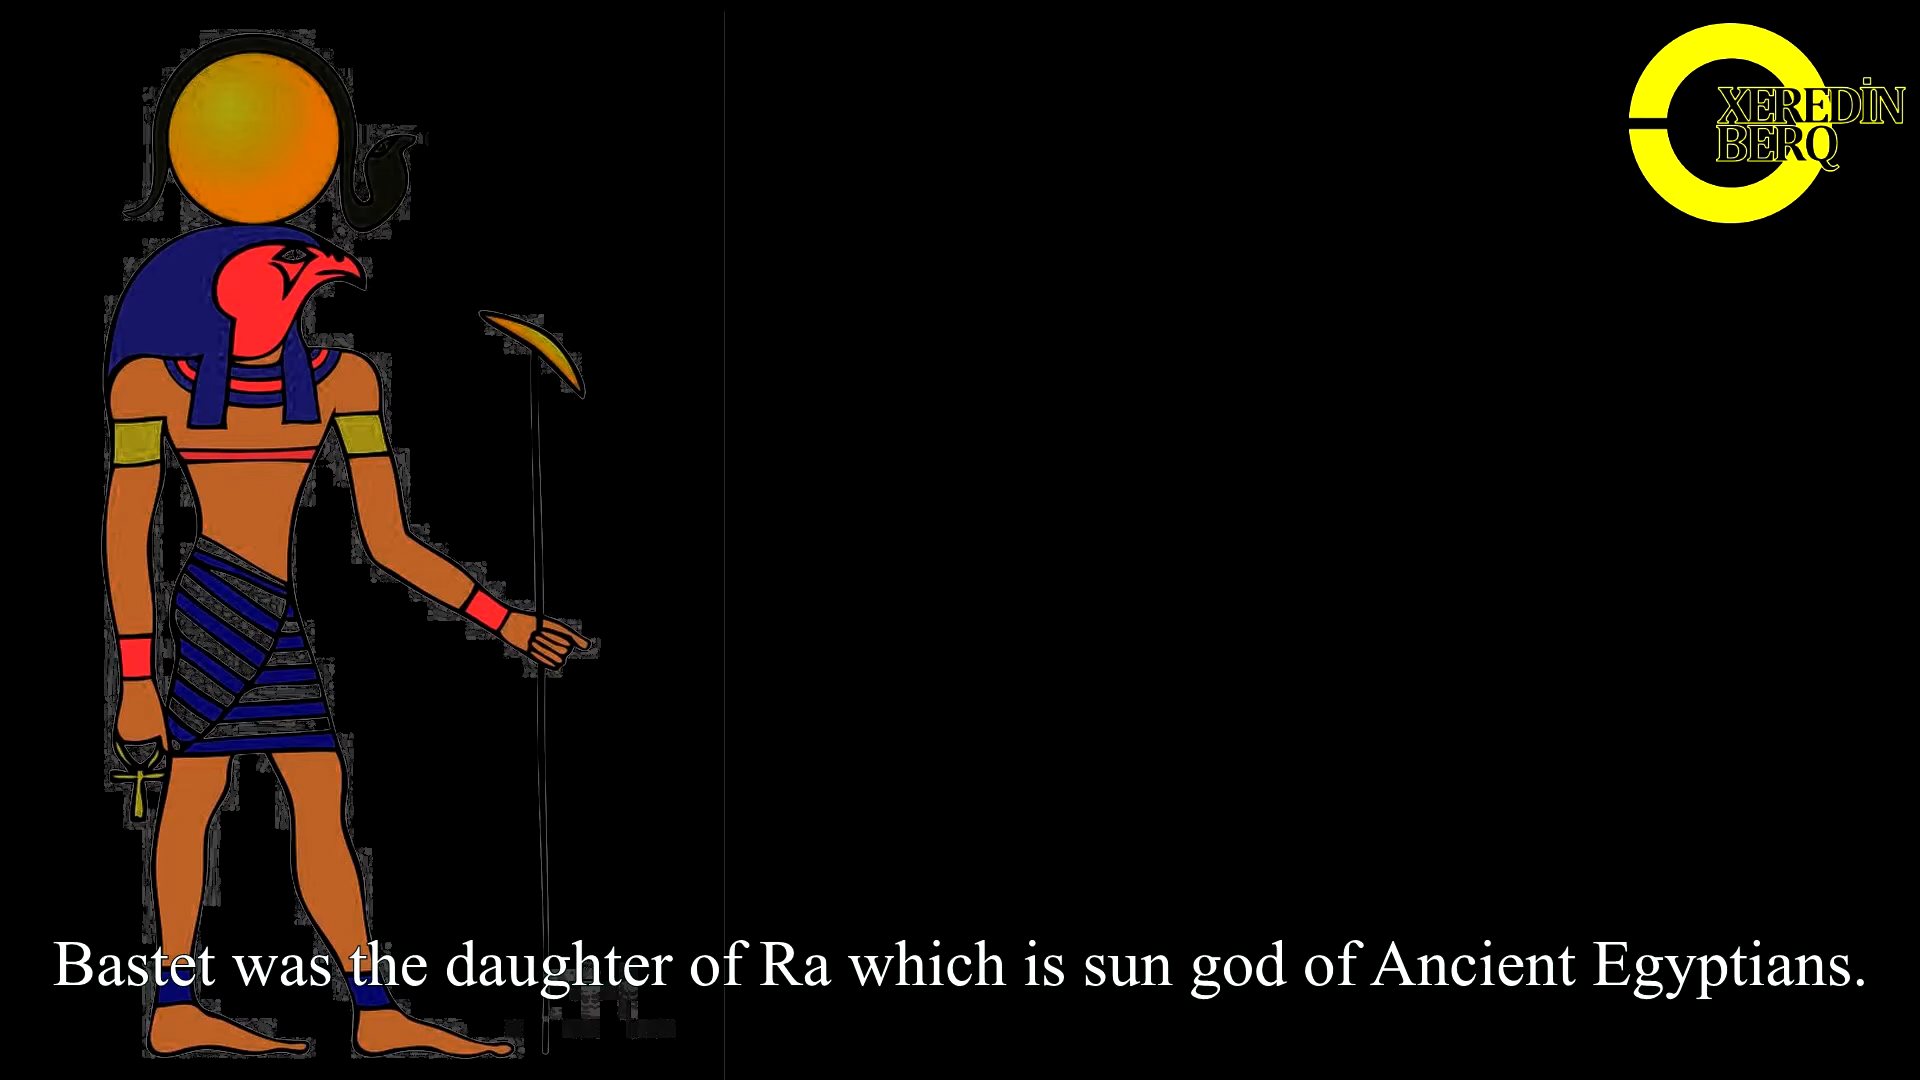 XEREDİN
BERQ
Bastet was the daughter of Ra which is sun god of Ancient Egyptians.